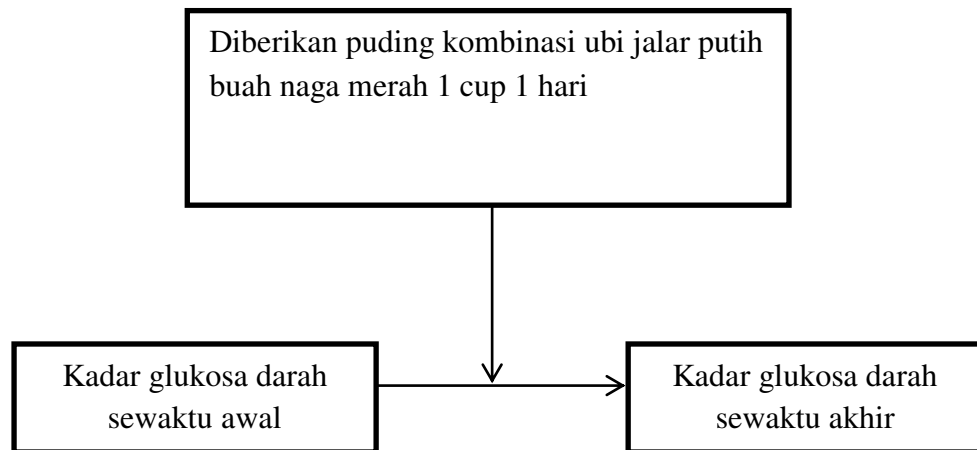 Diberikan puding kombinasi ubi jalar putih
buah naga merah 1 cup 1 hari
Kadar glukosa darah
sewaktu awal
Kadar glukosa darah
sewaktu akhir